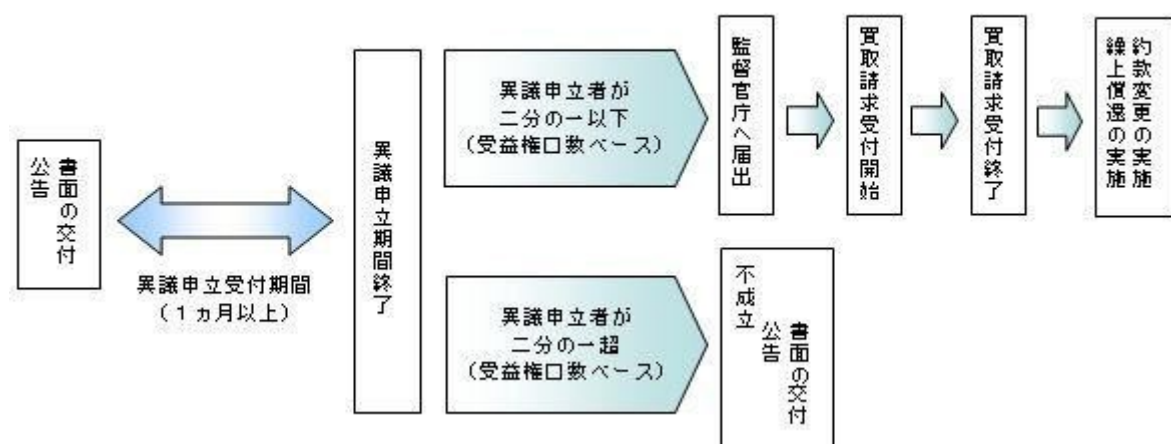 公告
書面の交付
異議申立受付期間
（１ヵ月以上）
異議申立期間終了
異議申立者が
二分の一以下
（受益権口数ベース）
監督官庁へ届出
買取請求受付開始
買取請求受付終了
約款変更の実施
繰上償還の実施
異議申立者が
二分の一超
（受益権口数ベース）
不成立
公告
書面の交付